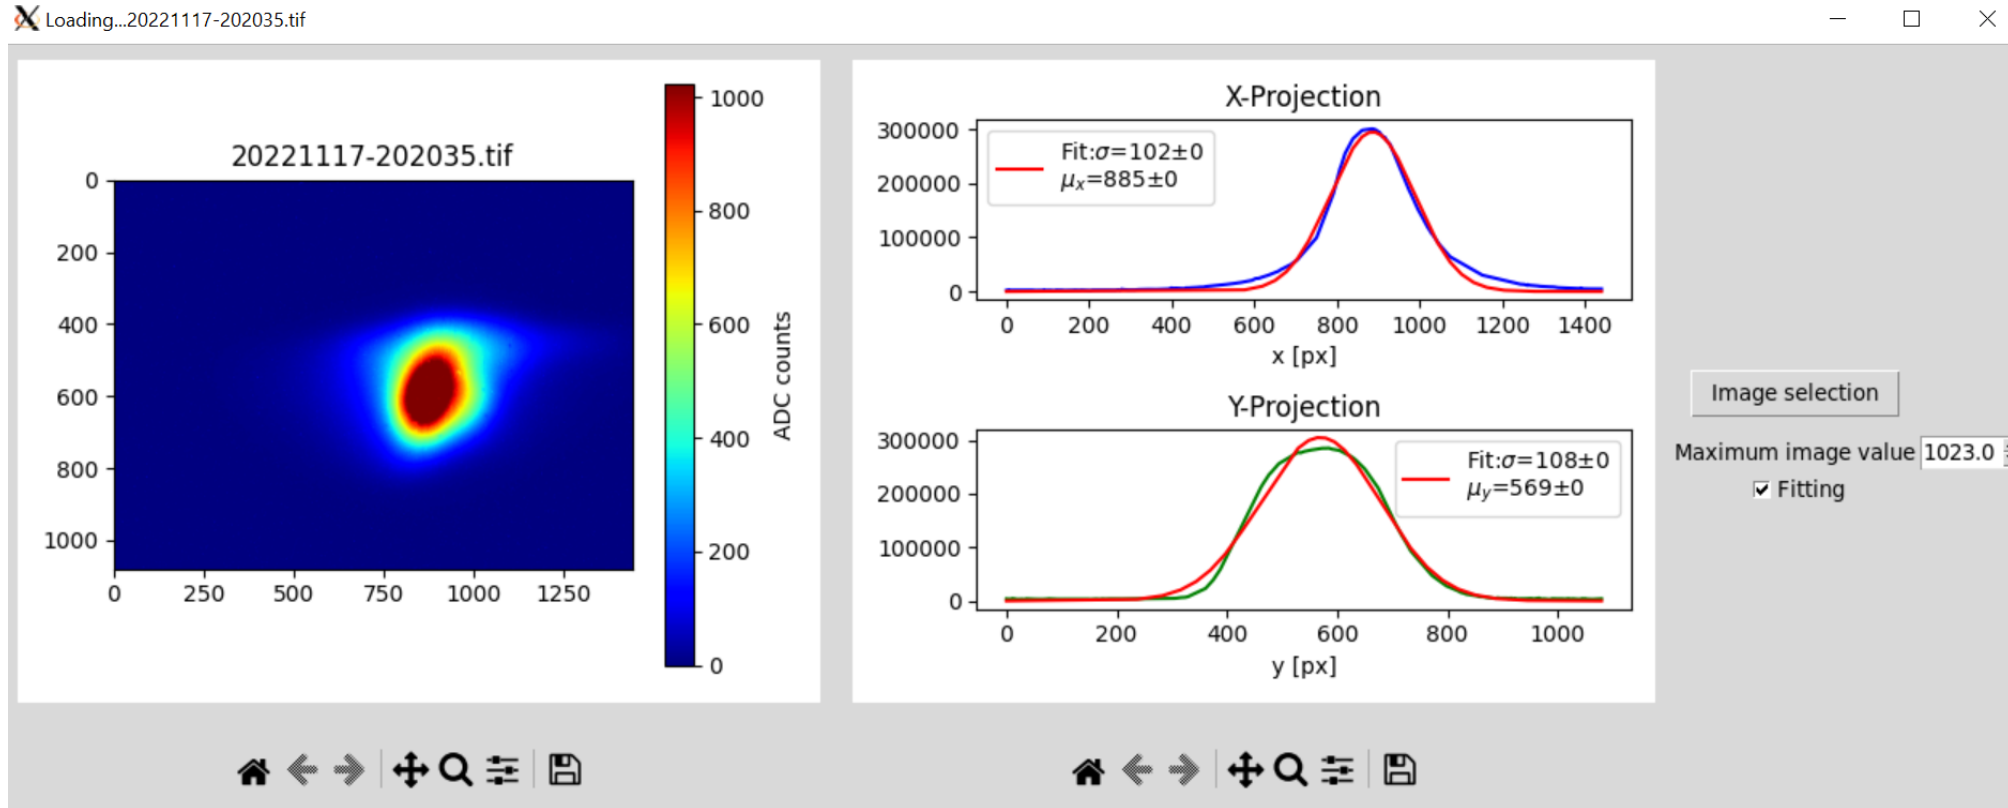 Loading...20221117-202035.tif
20221117-202035.tif
0
200
400
600
800
1000
0 250 500 750 1000 1250
1000
800
600
400
200
0
ADC counts
X-Projection
300000
200000
100000
0
Fit:σ=102±0
μₓ=885±0
0 200 400 600 800 1000 1200 1400
x [px]
Y-Projection
300000
200000
100000
0
Fit:σ=108±0
μᵧ=569±0
0 200 400 600 800 1000
y [px]
Image selection
Maximum image value 1023.0
Fitting